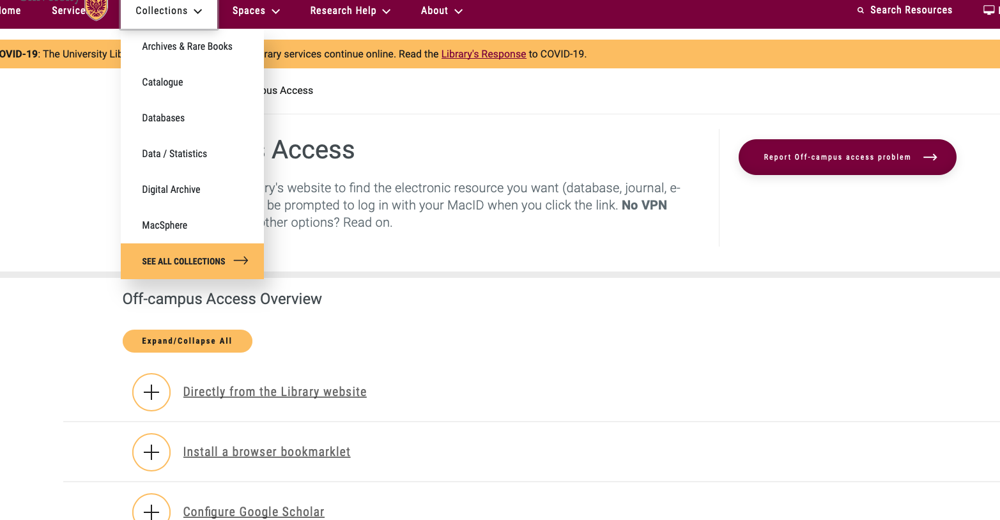 Home Service Collections Spaces Research Help About Search Resources
Archives & Rare Books
OVID-19: The University Lib rary services continue online. Read the Library's Response to COVID-19.
Catalogue
pus Access
Databases
s Access
Data / Statistics
Report Off-campus access problem
Digital Archive
ry's website to find the electronic resource you want (database, journal, e-
be prompted to log in with your MacID when you click the link. No VPN
other options? Read on.
MacSphere
SEE ALL COLLECTIONS
Off-campus Access Overview
Expand/Collapse All
Directly from the Library website
Install a browser bookmarklet
Configure Google Scholar